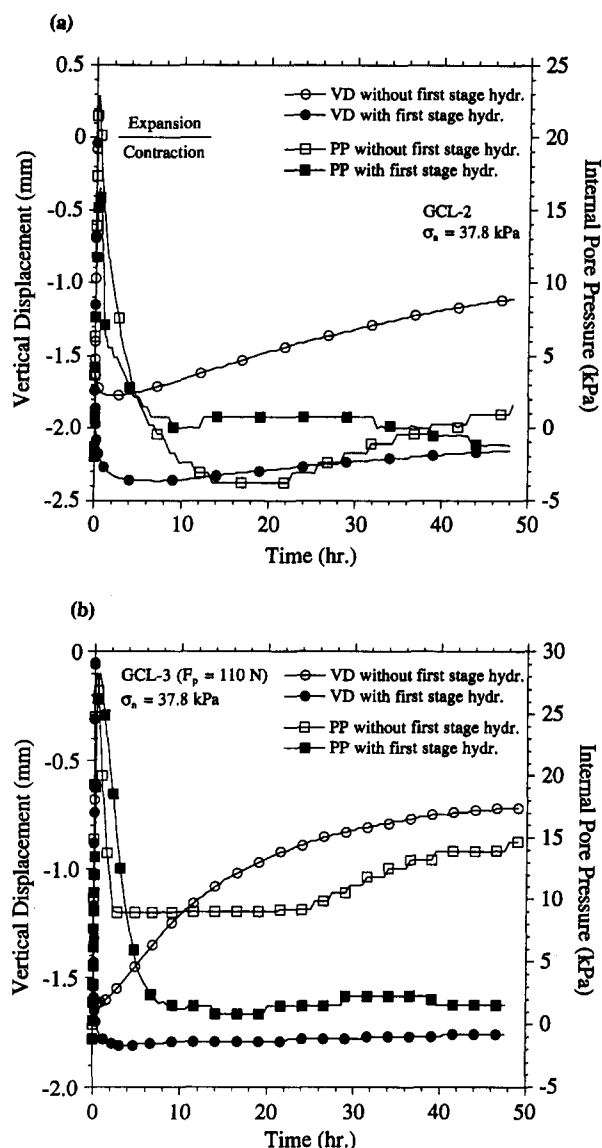 (a)
VD without first stage hydr.
VD with first stage hydr.
PP without first stage hydr.
PP with first stage hydr.
Expansion
Contraction
GCL-2
σn = 37.8 kPa
Vertical Displacement (mm)
0.5
0
-0.5
-1.0
-1.5
-2.0
-2.5
Internal Pore Pressure (kPa)
25
20
15
10
5
0
-5
0 10 20 30 40 50
Time (hr.)
(b)
GCL-3 (Fp = 110 N)
σn = 37.8 kPa
VD without first stage hydr.
VD with first stage hydr.
PP without first stage hydr.
PP with first stage hydr.
Vertical Displacement (mm)
0
-0.5
-1.0
-1.5
-2.0
Internal Pore Pressure (kPa)
30
25
20
15
10
5
0
-5
0 10 20 30 40 50
Time (hr.)